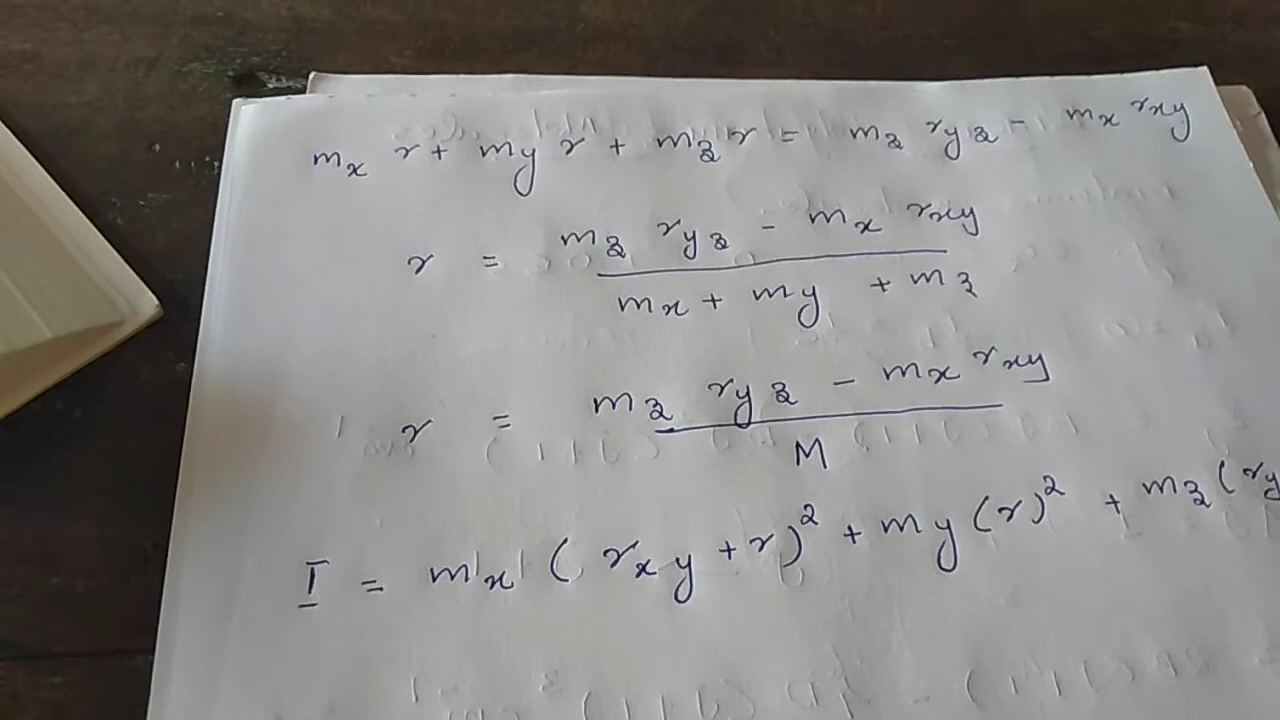 mx r + my r + mz r = mz ryz - mx rxy
r = mz ryz - mx rxy
mx + my + mz
r = mz ryz - mx rxy
M
I = mx ( rxy + r )² + my (r)² + mz ( ry